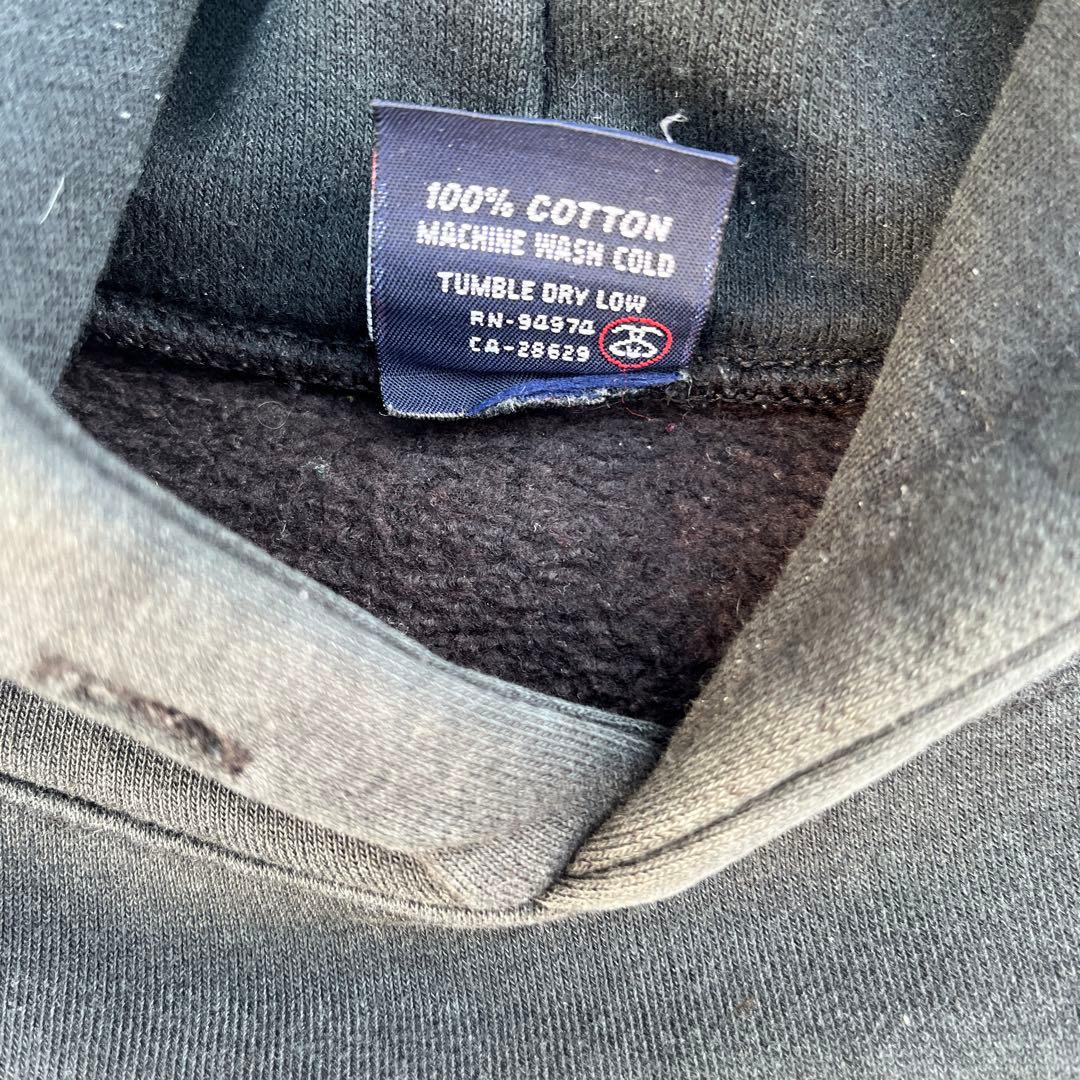 100% COTTON
MACHINE WASH COLD
TUMBLE DRY LOW
RN-94974
CA-28629